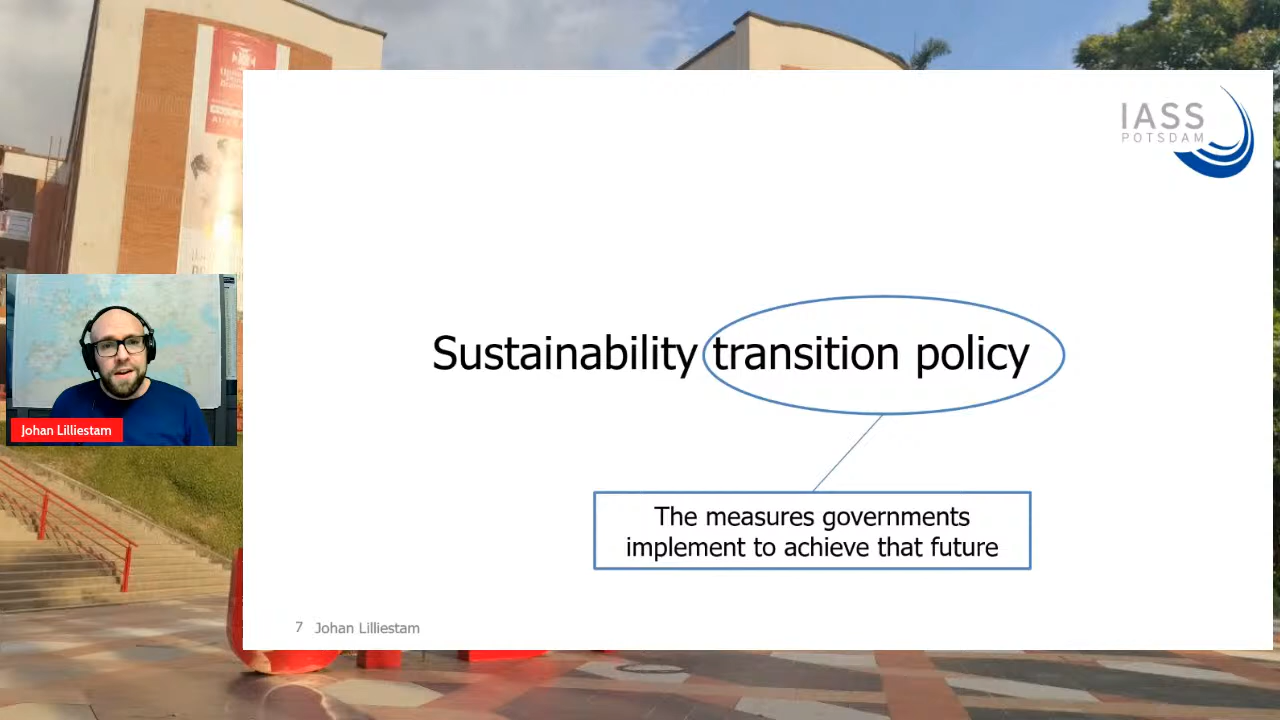 IASS
POTSDAM
Sustainability transition policy
The measures governments
implement to achieve that future
Johan Lilliestam
7 Johan Lilliestam